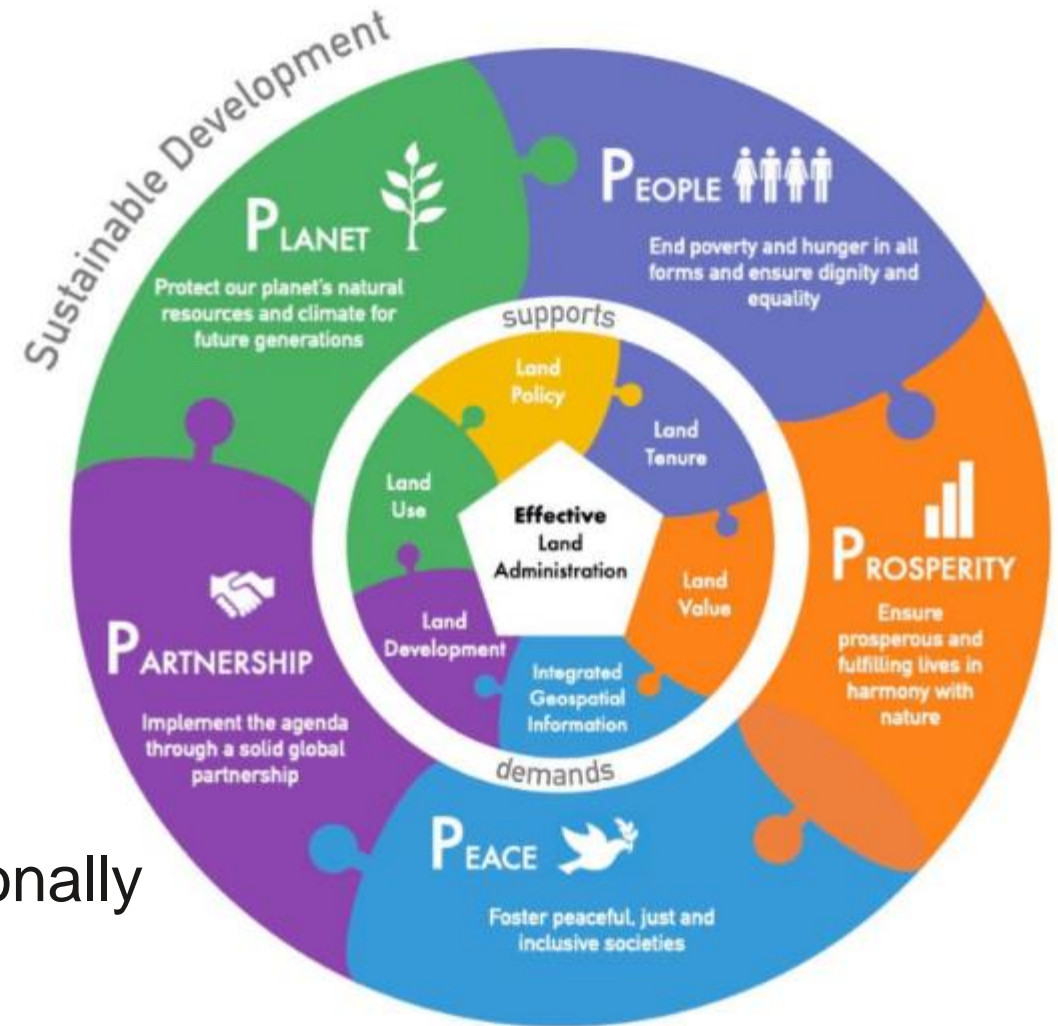 Sustainable Development
PLANET
Protect our planet's natural
resources and climate for
future generations
PEOPLE
End poverty and hunger in all
forms and ensure dignity and
equality
PROSPERITY
Ensure
prosperous and
fulfilling lives in
harmony with
nature
PEACE
Foster peaceful, just and
inclusive societies
PARTNERSHIP
Implement the agenda
through a solid global
partnership
supports
Land
Policy
Land
Tenure
Land
Value
Integrated
Geospatial
Information
Land
Development
Land
Use
Effective
Land
Administration
demands
onally